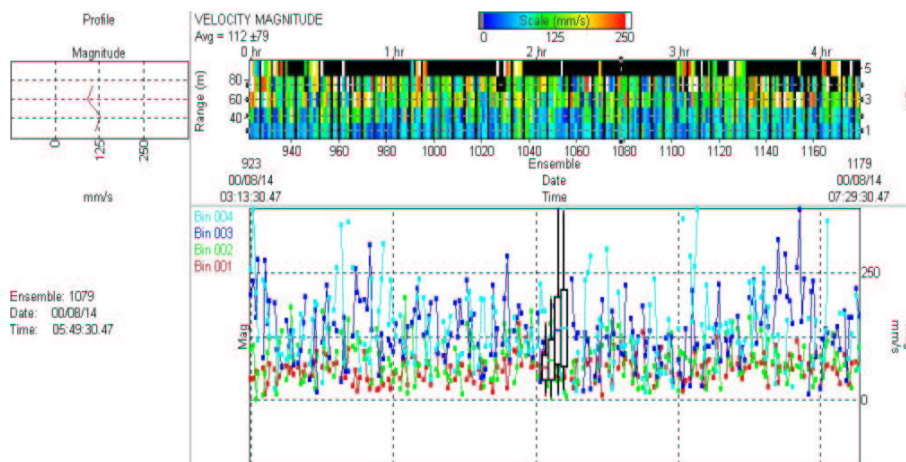 Profile
VELOCITY MAGNITUDE
Avg = 112 ±79
Scale (mm/s)
0 125 250
0 hr 1 hr 2 hr 3 hr 4 hr
Magnitude
Range (m)
80
60
40
5
3
1
0 125 250
mm/s
940 960 980 1000 1020 1040 1060 1080 1100 1120 1140 1160
923 Ensemble 1179
00/08/14 Date 00/08/14
03:13:30.47 Time 07:29:30.47
Bin 004
Bin 003
Bin 002
Bin 001
Ensemble: 1079
Date: 00/08/14
Time: 05:49:30.47
Mag
250
mm/s
0